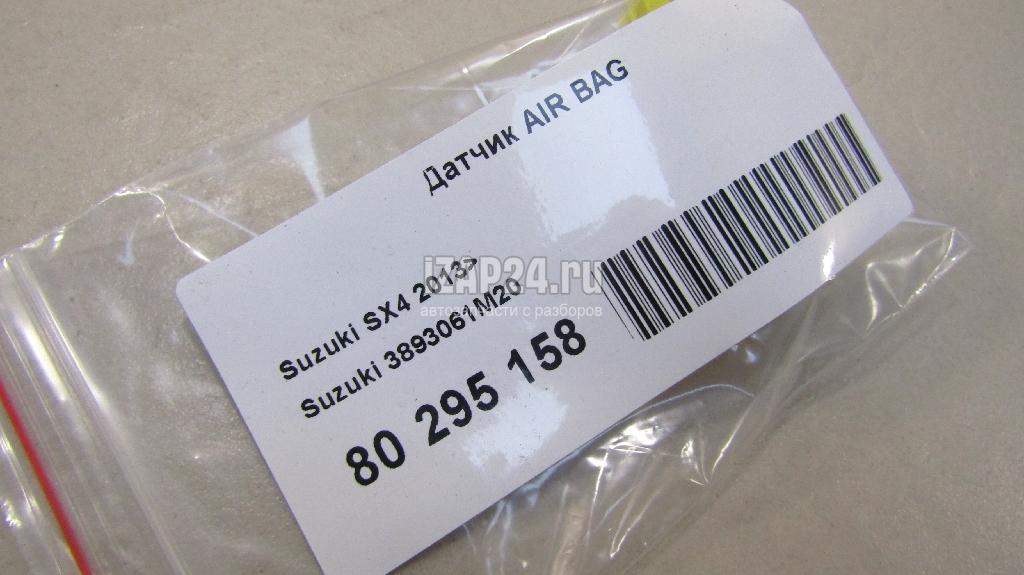 Датчик AIR BAG
Suzuki SX4 2013>
Suzuki 3893061M20
80 295 158
iZAP24.ru
автозапчасти с разборов